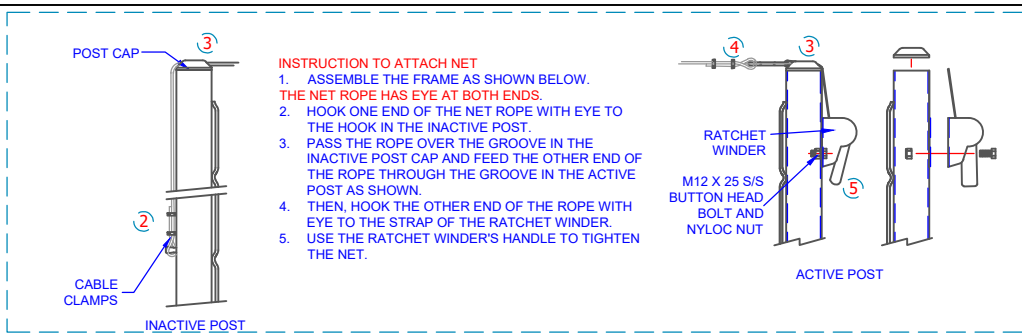 POST CAP
3
2
CABLE
CLAMPS
INACTIVE POST
INSTRUCTION TO ATTACH NET
1. ASSEMBLE THE FRAME AS SHOWN BELOW.
THE NET ROPE HAS EYE AT BOTH ENDS.
2. HOOK ONE END OF THE NET ROPE WITH EYE TO
THE HOOK IN THE INACTIVE POST.
3. PASS THE ROPE OVER THE GROOVE IN THE
INACTIVE POST CAP AND FEED THE OTHER END OF
THE ROPE THROUGH THE GROOVE IN THE ACTIVE
POST AS SHOWN.
4. THEN, HOOK THE OTHER END OF THE ROPE WITH
EYE TO THE STRAP OF THE RATCHET WINDER.
5. USE THE RATCHET WINDER'S HANDLE TO TIGHTEN
THE NET.
4
3
RATCHET
WINDER
M12 X 25 S/S
BUTTON HEAD
BOLT AND
NYLOC NUT
5
ACTIVE POST